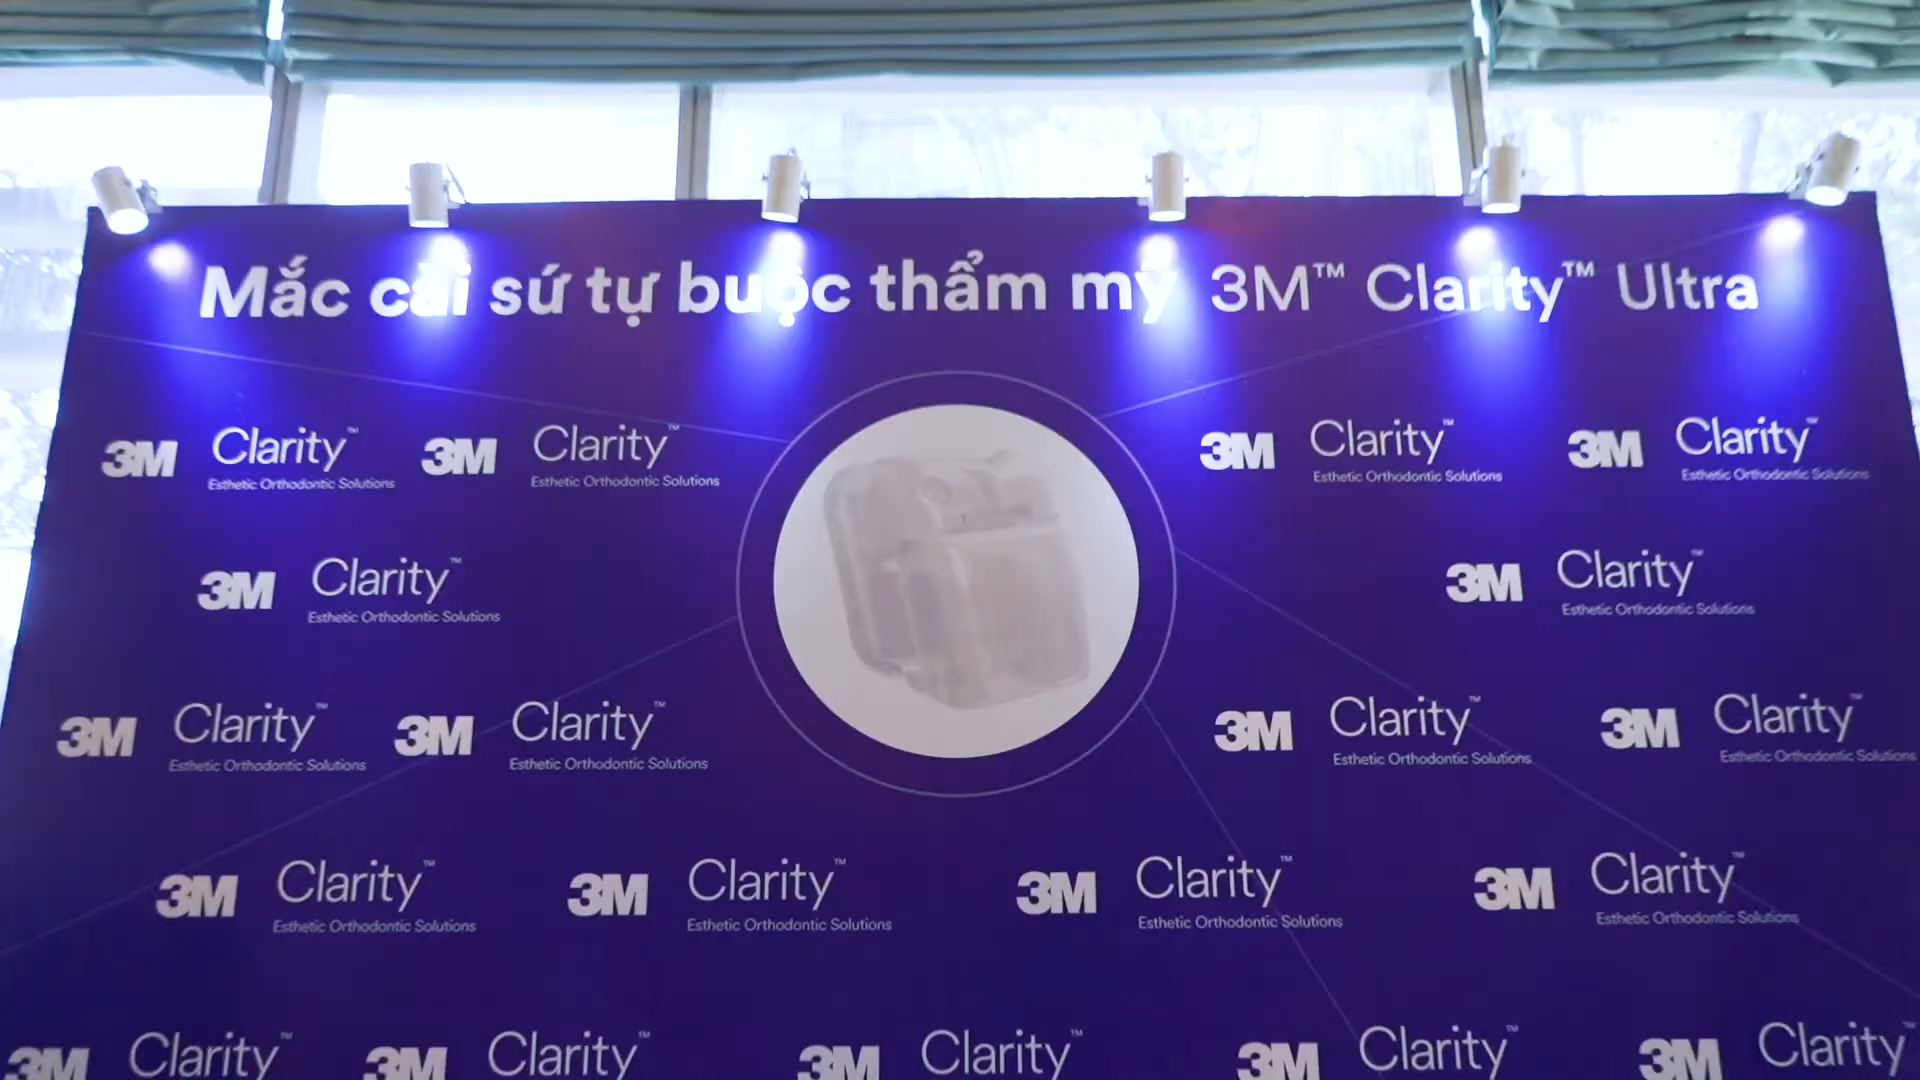 Mắc cài sứ tự buộc thẩm mỹ 3M™ Clarity™ Ultra
3M Clarity™ 3M Clarity™ 3M Clarity™ 3M Clarity™
Esthetic Orthodontic Solutions Esthetic Orthodontic Solutions Esthetic Orthodontic Solutions Esthetic Orthodontic Solutions
3M Clarity™ 3M Clarity™
Esthetic Orthodontic Solutions Esthetic Orthodontic Solutions
3M Clarity™ 3M Clarity™ 3M Clarity™ 3M Clarity™
Esthetic Orthodontic Solutions Esthetic Orthodontic Solutions Esthetic Orthodontic Solutions Esthetic Orthodontic Solutions
3M Clarity™ 3M Clarity™ 3M Clarity™ 3M Clarity™
Esthetic Orthodontic Solutions Esthetic Orthodontic Solutions Esthetic Orthodontic Solutions Esthetic Orthodontic Solutions
3M Clarity™ 3M Clarity™ 3M Clarity™ 3M Clarity™ 3M Clarity™